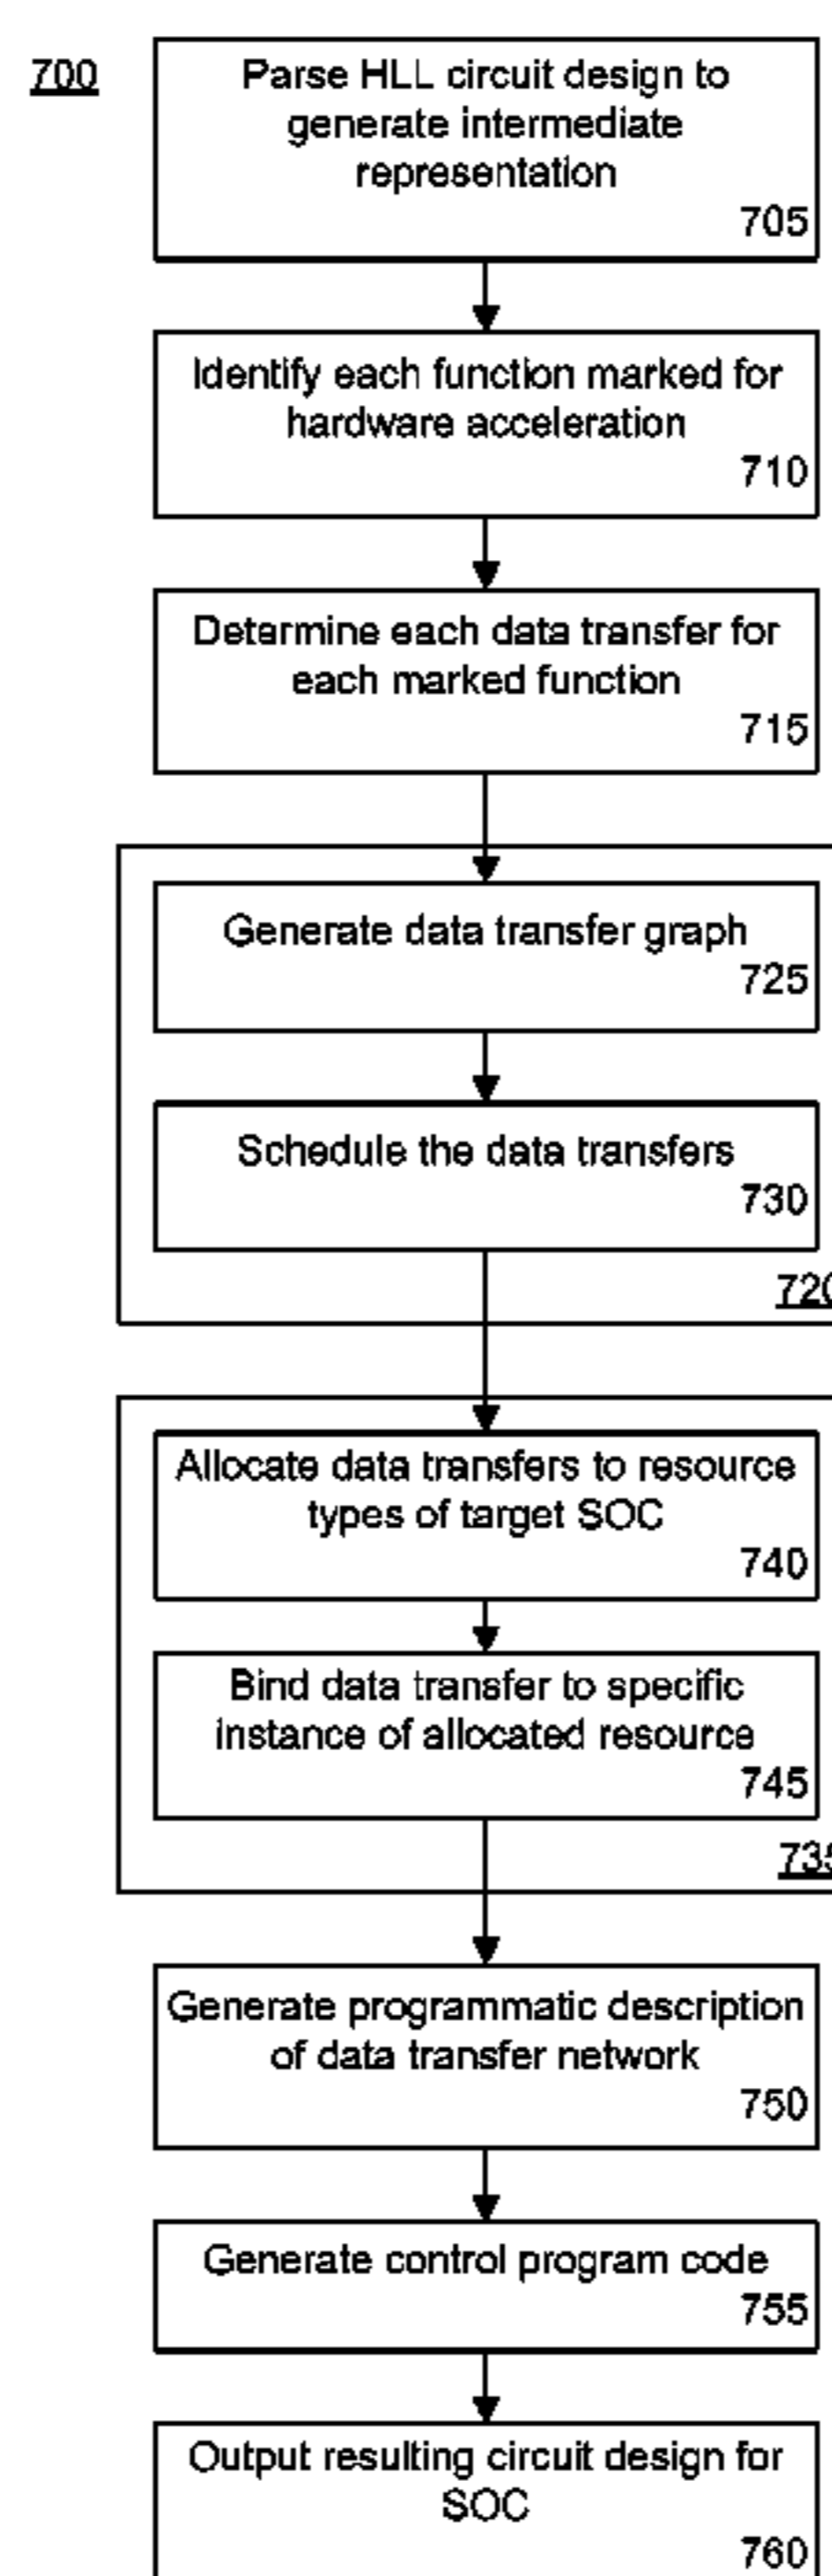 700
Parse HLL circuit design to
generate intermediate
representation
705
Identify each function marked for
hardware acceleration
710
Determine each data transfer for
each marked function
715
Generate data transfer graph
725
Schedule the data transfers
730
720
Allocate data transfers to resource
types of target SOC
740
Bind data transfer to specific
instance of allocated resource
745
735
Generate programmatic description
of data transfer network
750
Generate control program code
755
Output resulting circuit design for
SOC
760